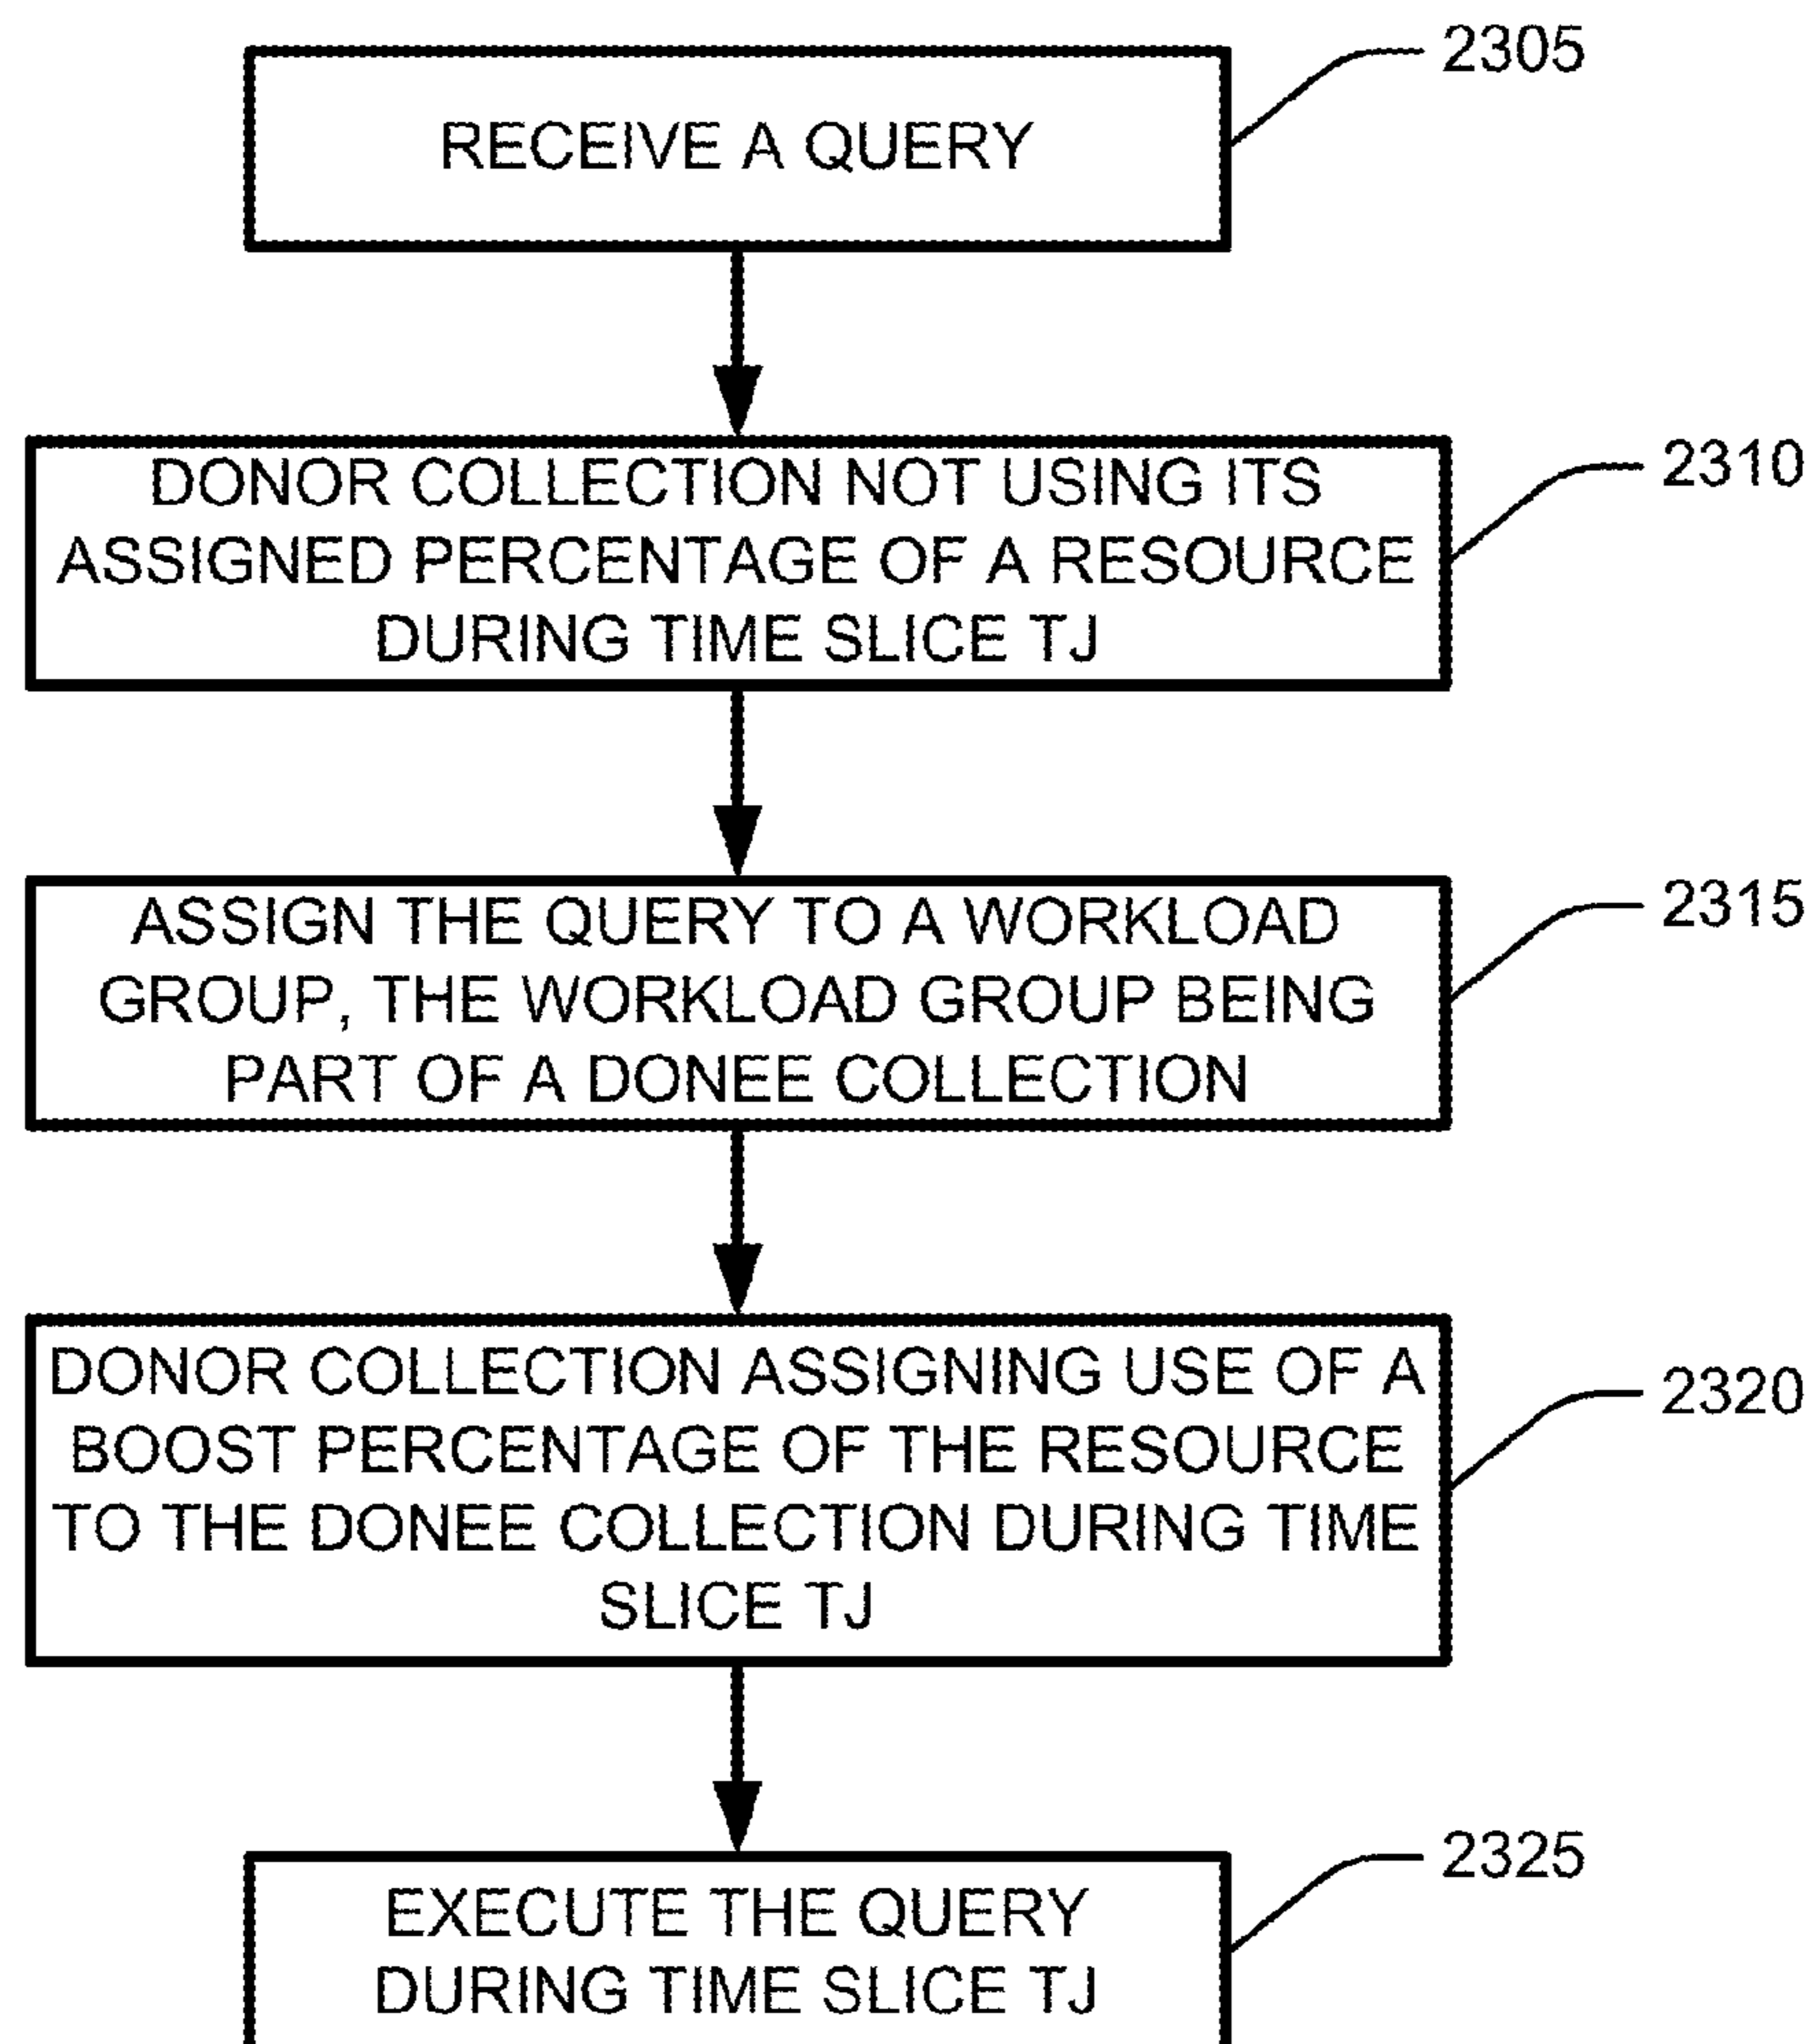 2305
RECEIVE A QUERY
2310
DONOR COLLECTION NOT USING ITS
ASSIGNED PERCENTAGE OF A RESOURCE
DURING TIME SLICE TJ
2315
ASSIGN THE QUERY TO A WORKLOAD
GROUP, THE WORKLOAD GROUP BEING
PART OF A DONEE COLLECTION
2320
DONOR COLLECTION ASSIGNING USE OF A
BOOST PERCENTAGE OF THE RESOURCE
TO THE DONEE COLLECTION DURING TIME
SLICE TJ
2325
EXECUTE THE QUERY
DURING TIME SLICE TJ